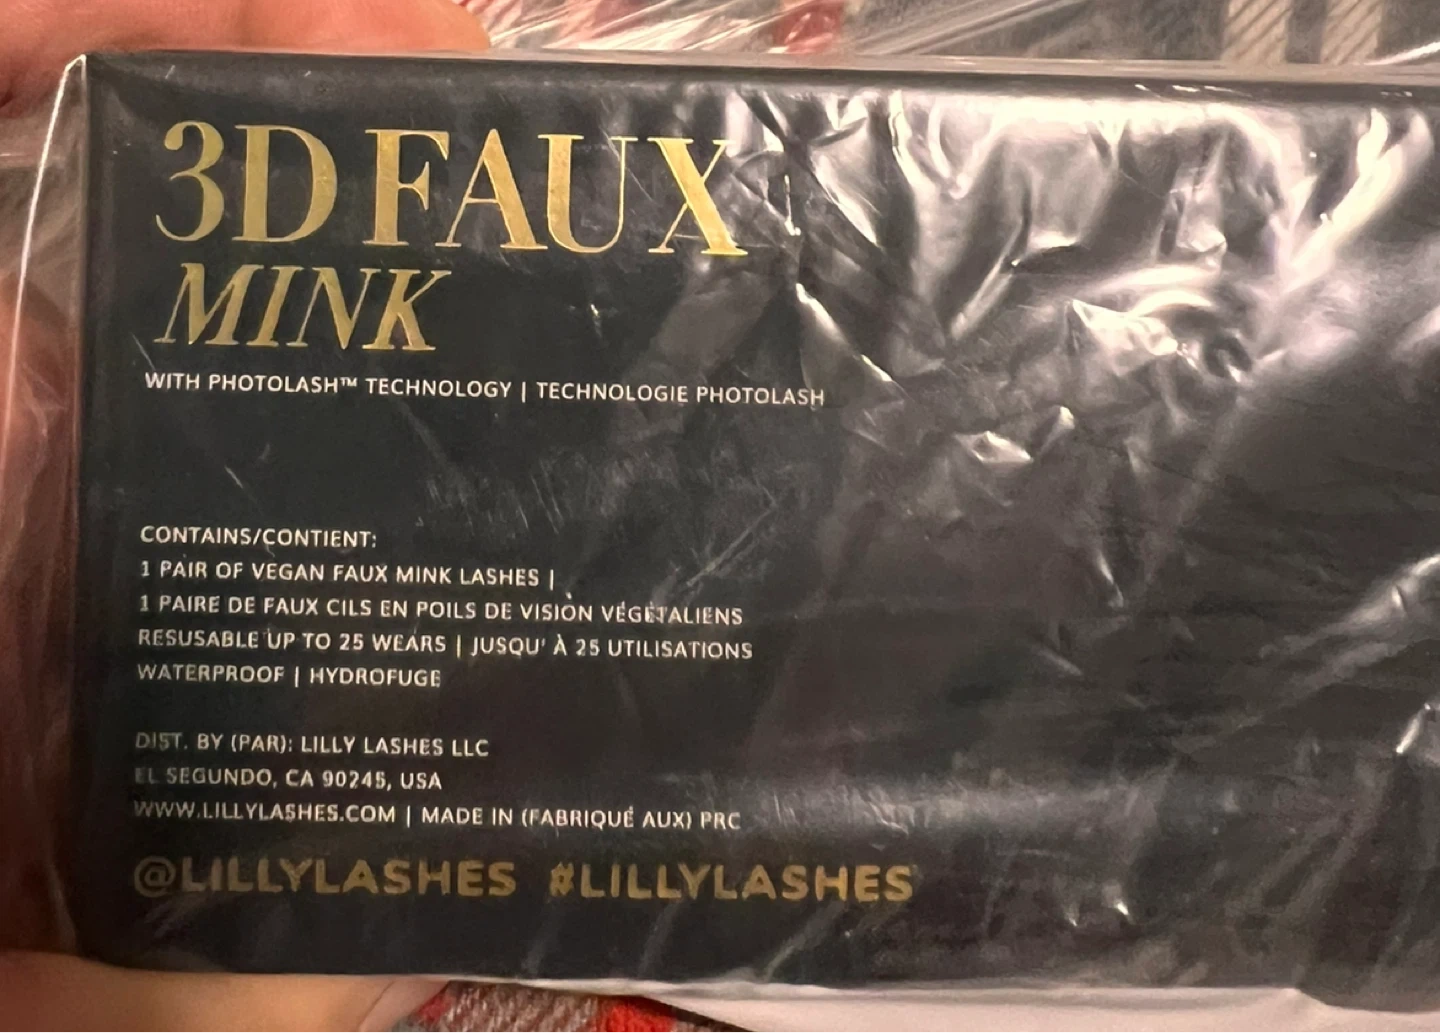 3D FAUX
MINK
WITH PHOTOLASH™ TECHNOLOGY | TECHNOLOGIE PHOTOLASH
CONTAINS/CONTIENT:
1 PAIR OF VEGAN FAUX MINK LASHES |
1 PAIRE DE FAUX CILS EN POILS DE VISION VÉGÉTALIENS
RESUSABLE UP TO 25 WEARS | JUSQU' À 25 UTILISATIONS
WATERPROOF | HYDROFUGE
DIST. BY (PAR): LILLY LASHES LLC
EL SEGUNDO, CA 90245, USA
WWW.LILLYLASHES.COM | MADE IN (FABRIQUÉ AUX) PRC
@LILLYLASHES #LILLYLASHES